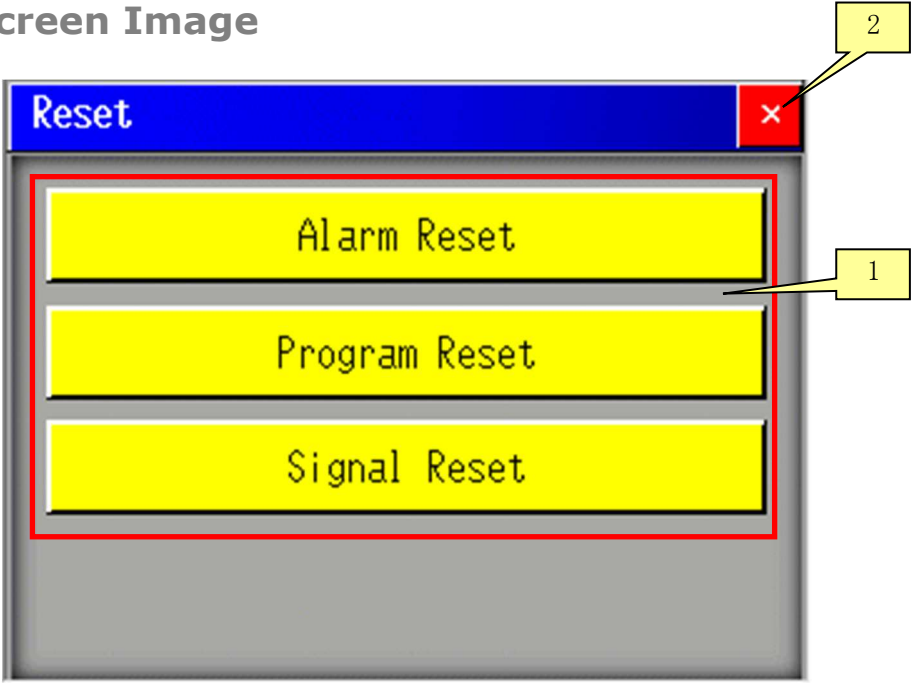 creen Image
2
Reset
×
Alarm Reset
1
Program Reset
Signal Reset